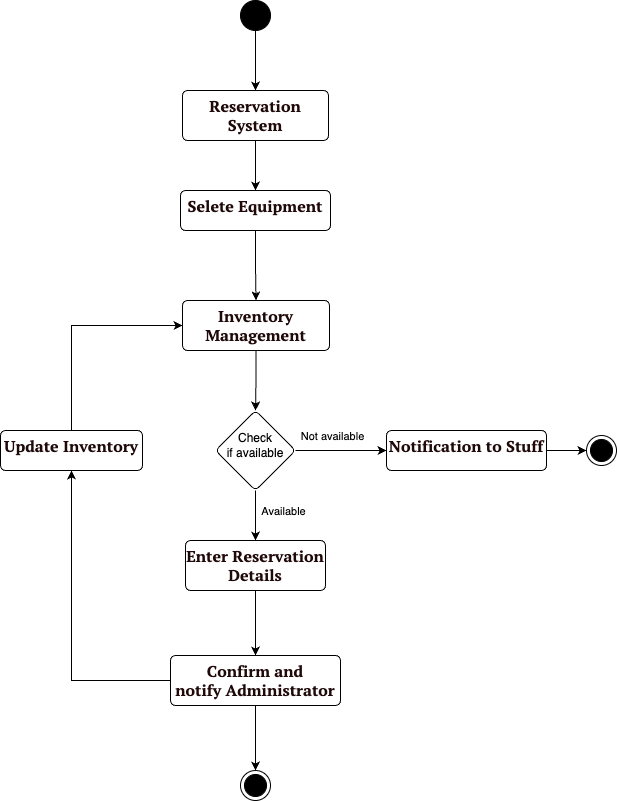 Reservation
System
Selete Equipment
Inventory
Management
Check
if available
Not available
Notification to Stuff
Update Inventory
Available
Enter Reservation
Details
Confirm and
notify Administrator